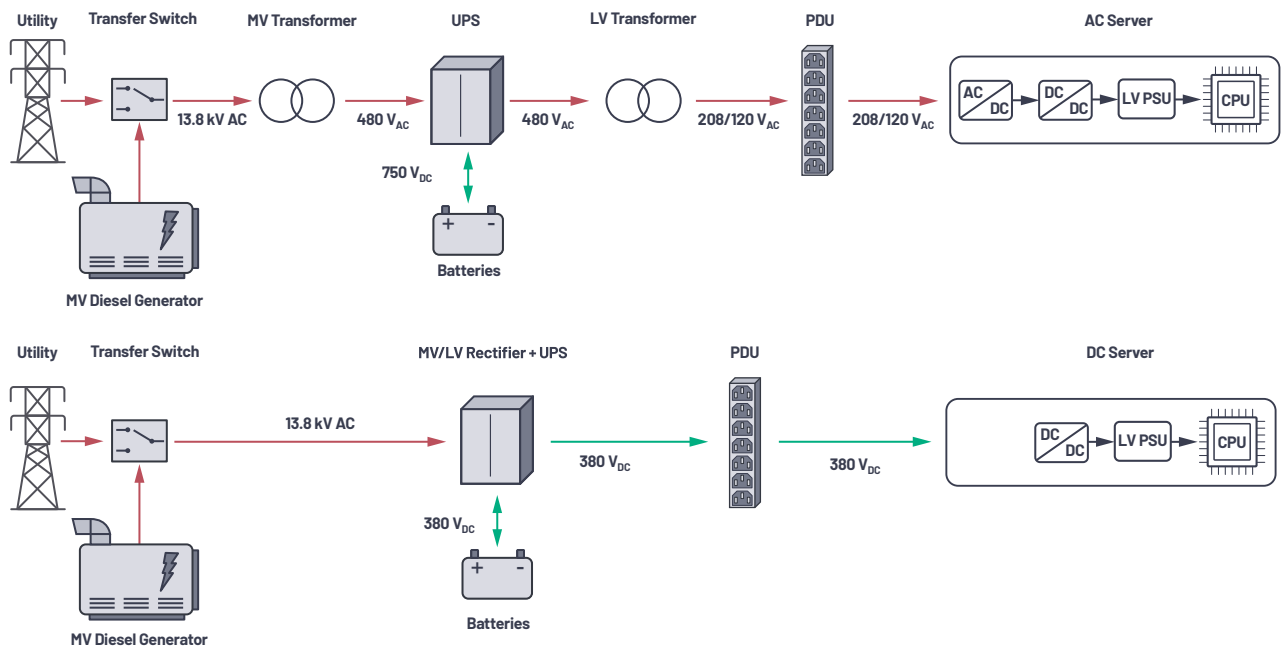 Utility
Transfer Switch
MV Transformer
UPS
LV Transformer
PDU
AC Server
13.8 kV AC
480 VAC
480 VAC
208/120 VAC
208/120 VAC
AC
DC
DC
DC
LV PSU
CPU
750 VDC
+ -
Batteries
MV Diesel Generator
Utility
Transfer Switch
MV/LV Rectifier + UPS
PDU
DC Server
13.8 kV AC
380 VDC
380 VDC
DC
DC
LV PSU
CPU
380 VDC
+ -
Batteries
MV Diesel Generator